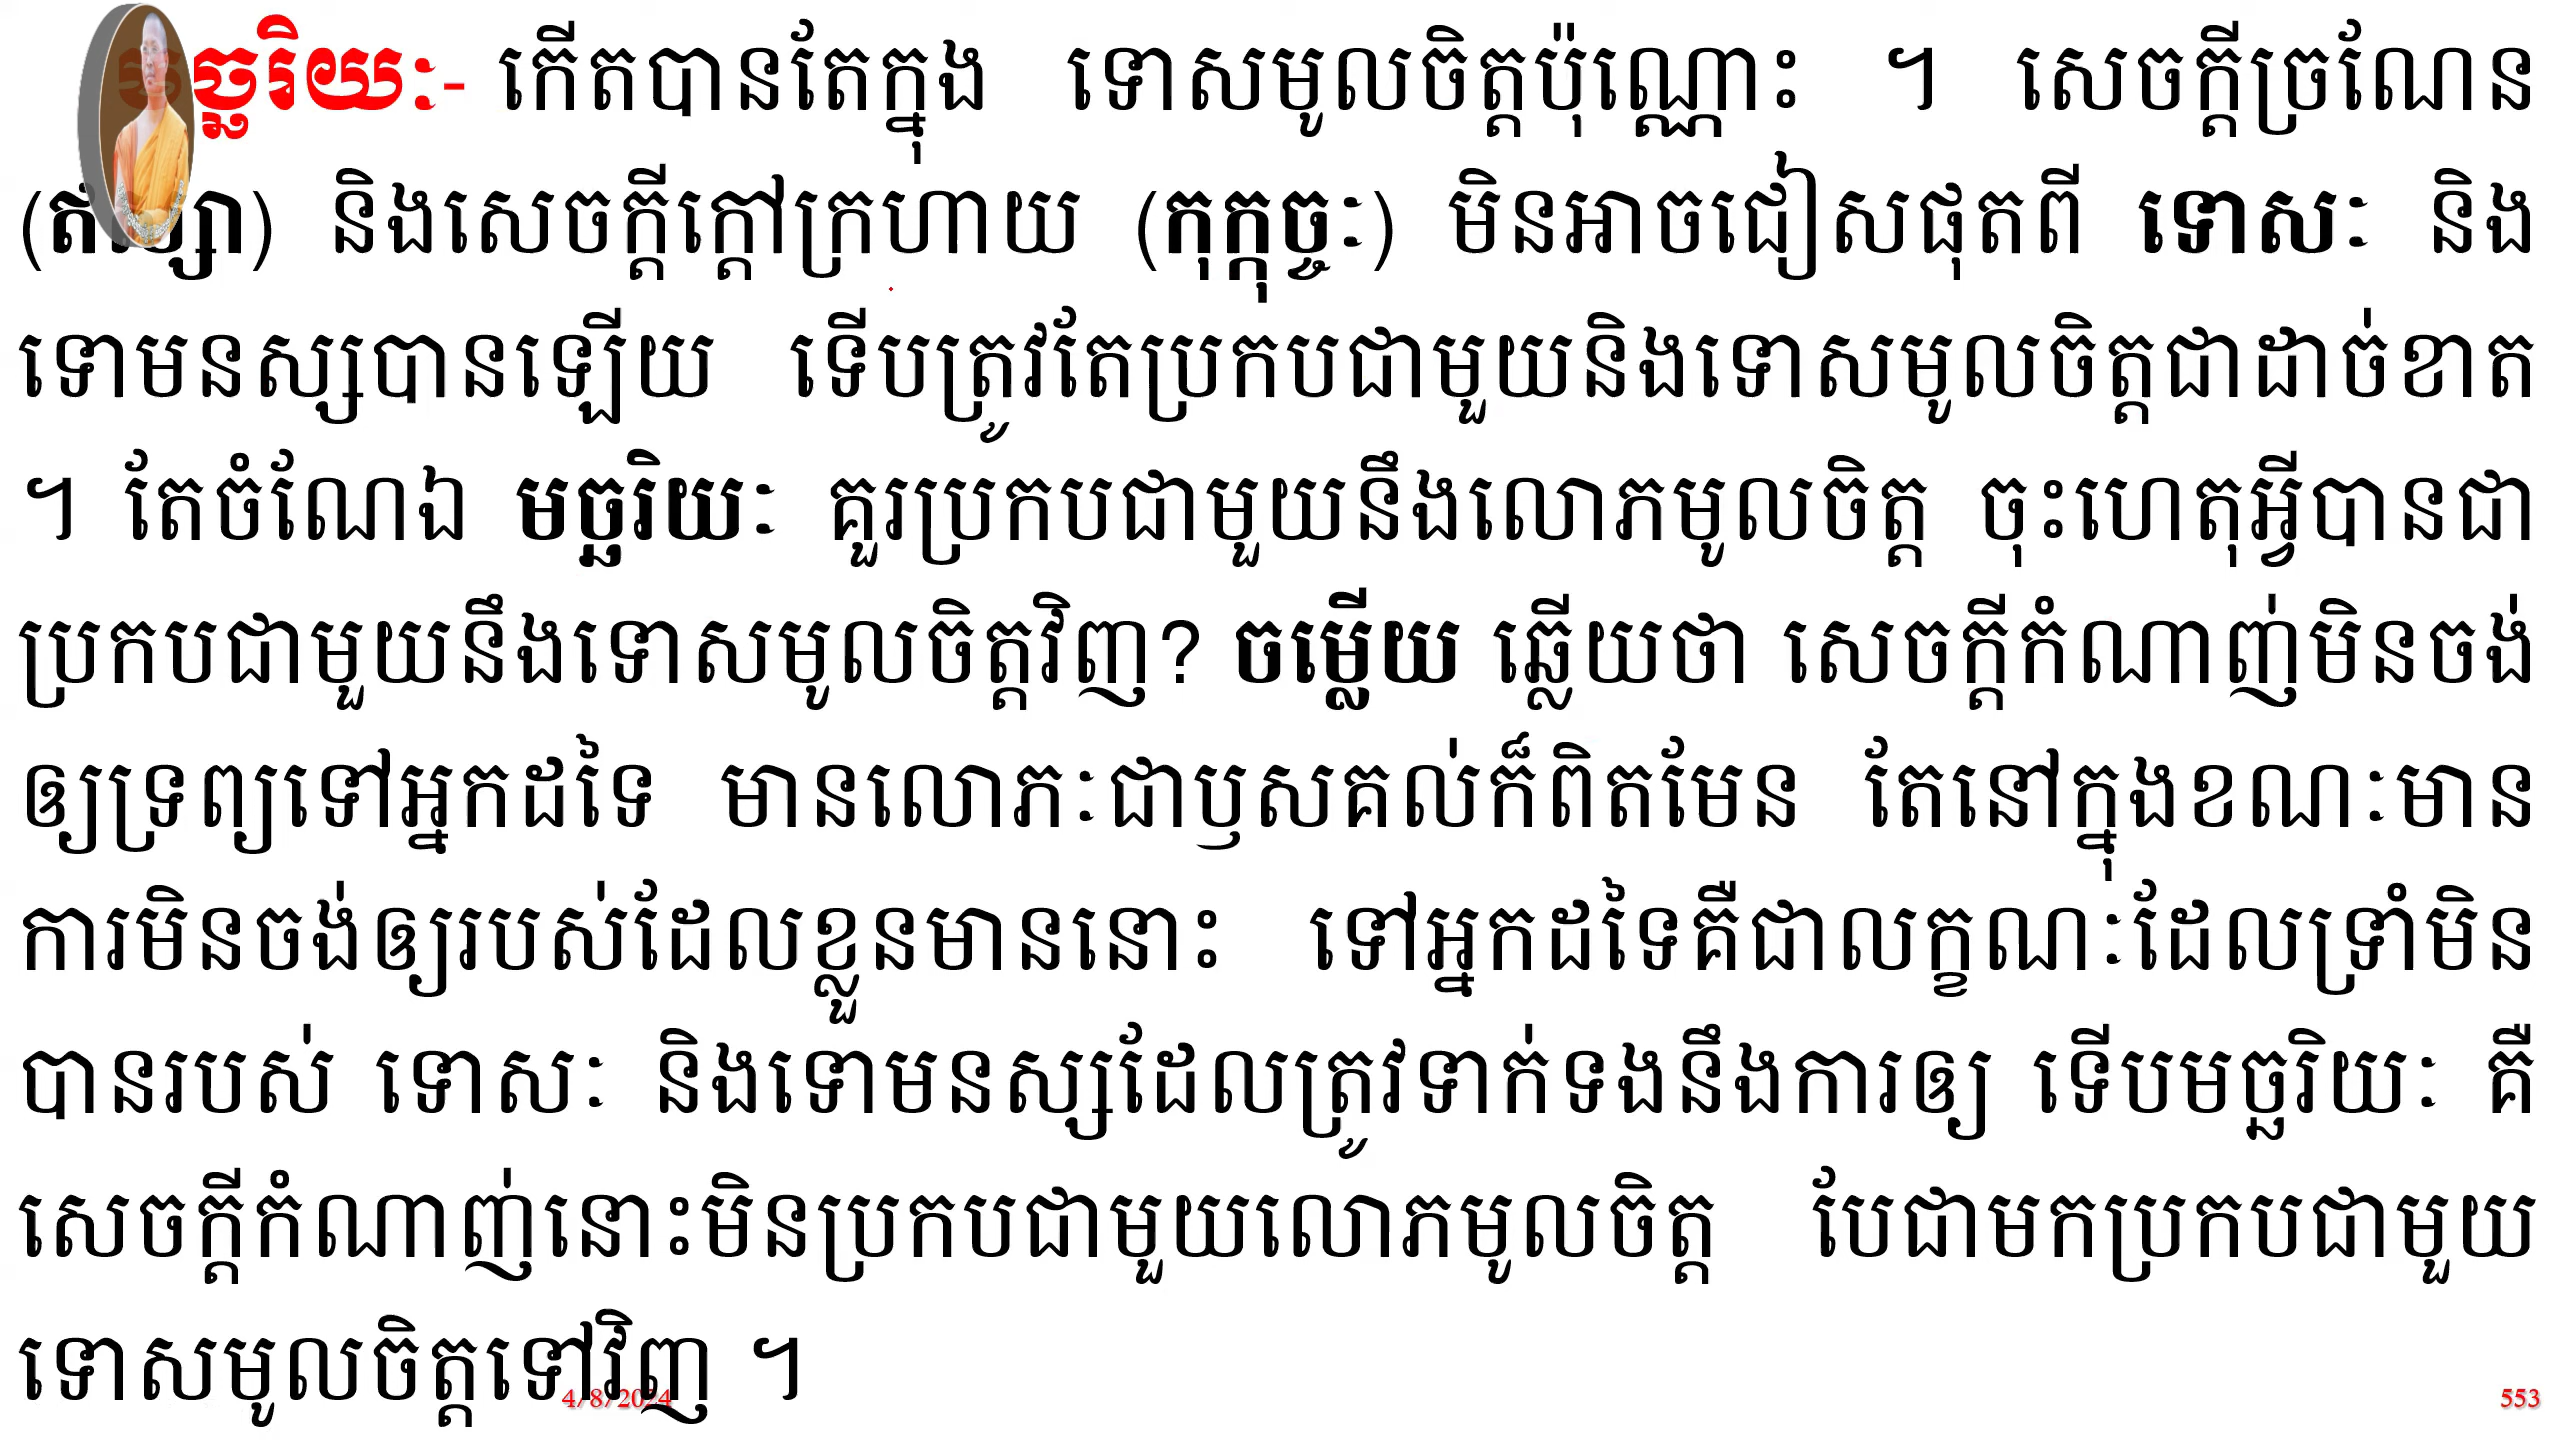 ច្ឆរិយៈ- កើតបានតែក្នុង ទោសមូលចិត្តប៉ុណ្ណោះ ។ សេចក្តីច្រណែន
និងសេចក្តីក្តៅក្រហាយ (កុក្កុច្ចៈ) មិនអាចជៀសផុតពី ទោសៈ និង
ទោមនស្សបានឡើយ ទើបត្រូវតែប្រកបជាមួយនិងទោសមូលចិត្តជាដាច់ខាត
។ តែចំណែឯ មច្ឆរិយៈ គួរប្រកបជាមួយនឹងលោភមូលចិត្ត ចុះហេតុអ្វីបានជា
ប្រកបជាមួយនឹងទោសមូលចិត្តវិញ? ចម្លើយ ឆ្លើយថា សេចក្តីកំណាញ់មិនចង់
ឲ្យទ្រព្យទៅអ្នកដទៃ មានលោភៈជាឫសគល់ក៏ពិតមែន តែនៅក្នុងខណៈមាន
ការមិនចង់ឲ្យរបស់ដែលខ្លួនមាននោះ ទៅអ្នកដទៃគឺជាលក្ខណៈដែលទ្រាំមិន
បានរបស់ ទោសៈ និងទោមនស្សដែលត្រូវទាក់ទងនឹងការឲ្យ ទើបមច្ឆរិយៈ គឺ
សេចក្តីកំណាញ់នោះមិនប្រកបជាមួយលោភមូលចិត្ត បែជាមកប្រកបជាមួយ
ទោសមូលចិត្តទៅវិញ ។
4/8/2024
553